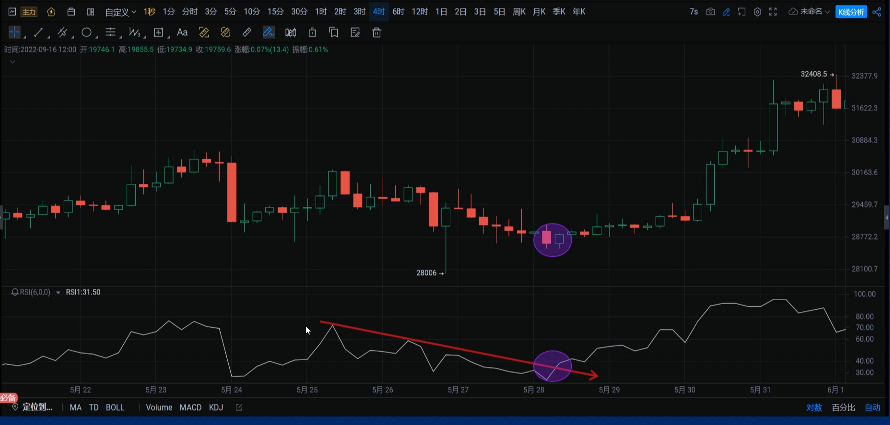 主力 自定义 1秒 1分 分时 3分 5分 10分 15分 30分 1时 2时 3时 4时 6时 12时 1日 2日 3日 5日 周K 月K 季K 年K 7s 未命名 K线分析
Aa
时间:2022-09-16 12:00 开:19746.1 高:19855.5 低:19734.9 收:19759.6 涨幅:0.07%(13.4) 振幅:0.61%
32408.5
32377.9
31622.3
30884.3
30163.6
29459.7
28772.2
28006
28100.7
RSI(6,0,0) RSI1:31.50
100.00
80.00
70.00
60.00
40.00
30.00
5月 22 5月 23 5月 24 5月 25 5月 26 5月 27 5月 28 5月 29 5月 30 5月 31 6月 1
必备
定位到... MA TD BOLL Volume MACD KDJ 对数 百分比 自动